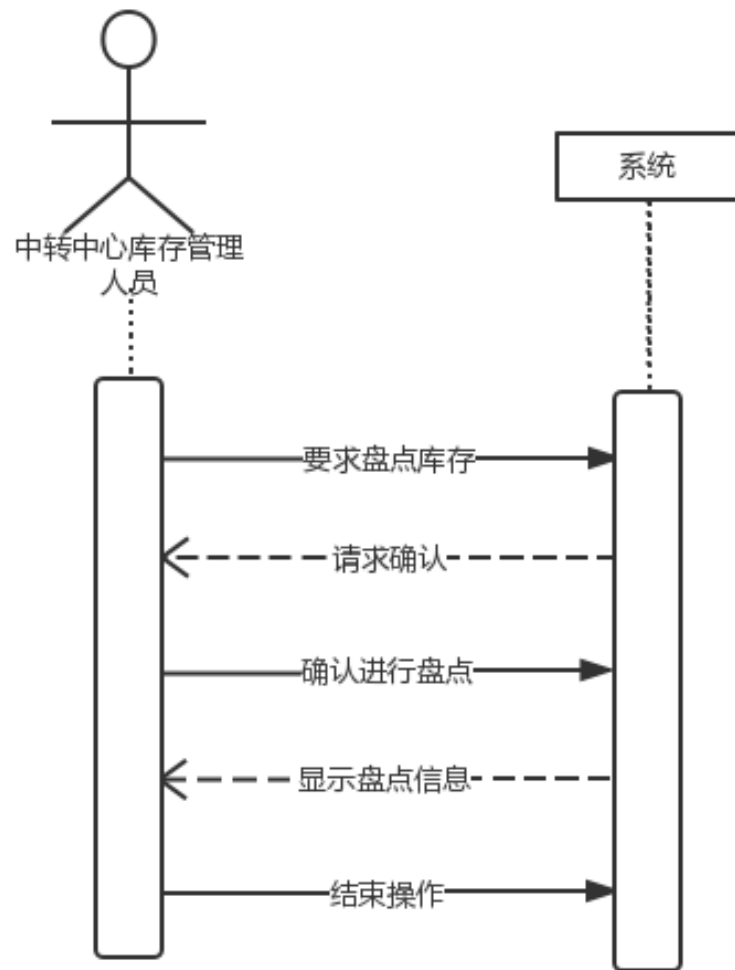 系统
中转中心库存管理
人员
要求盘点库存
请求确认
确认进行盘点
显示盘点信息
结束操作